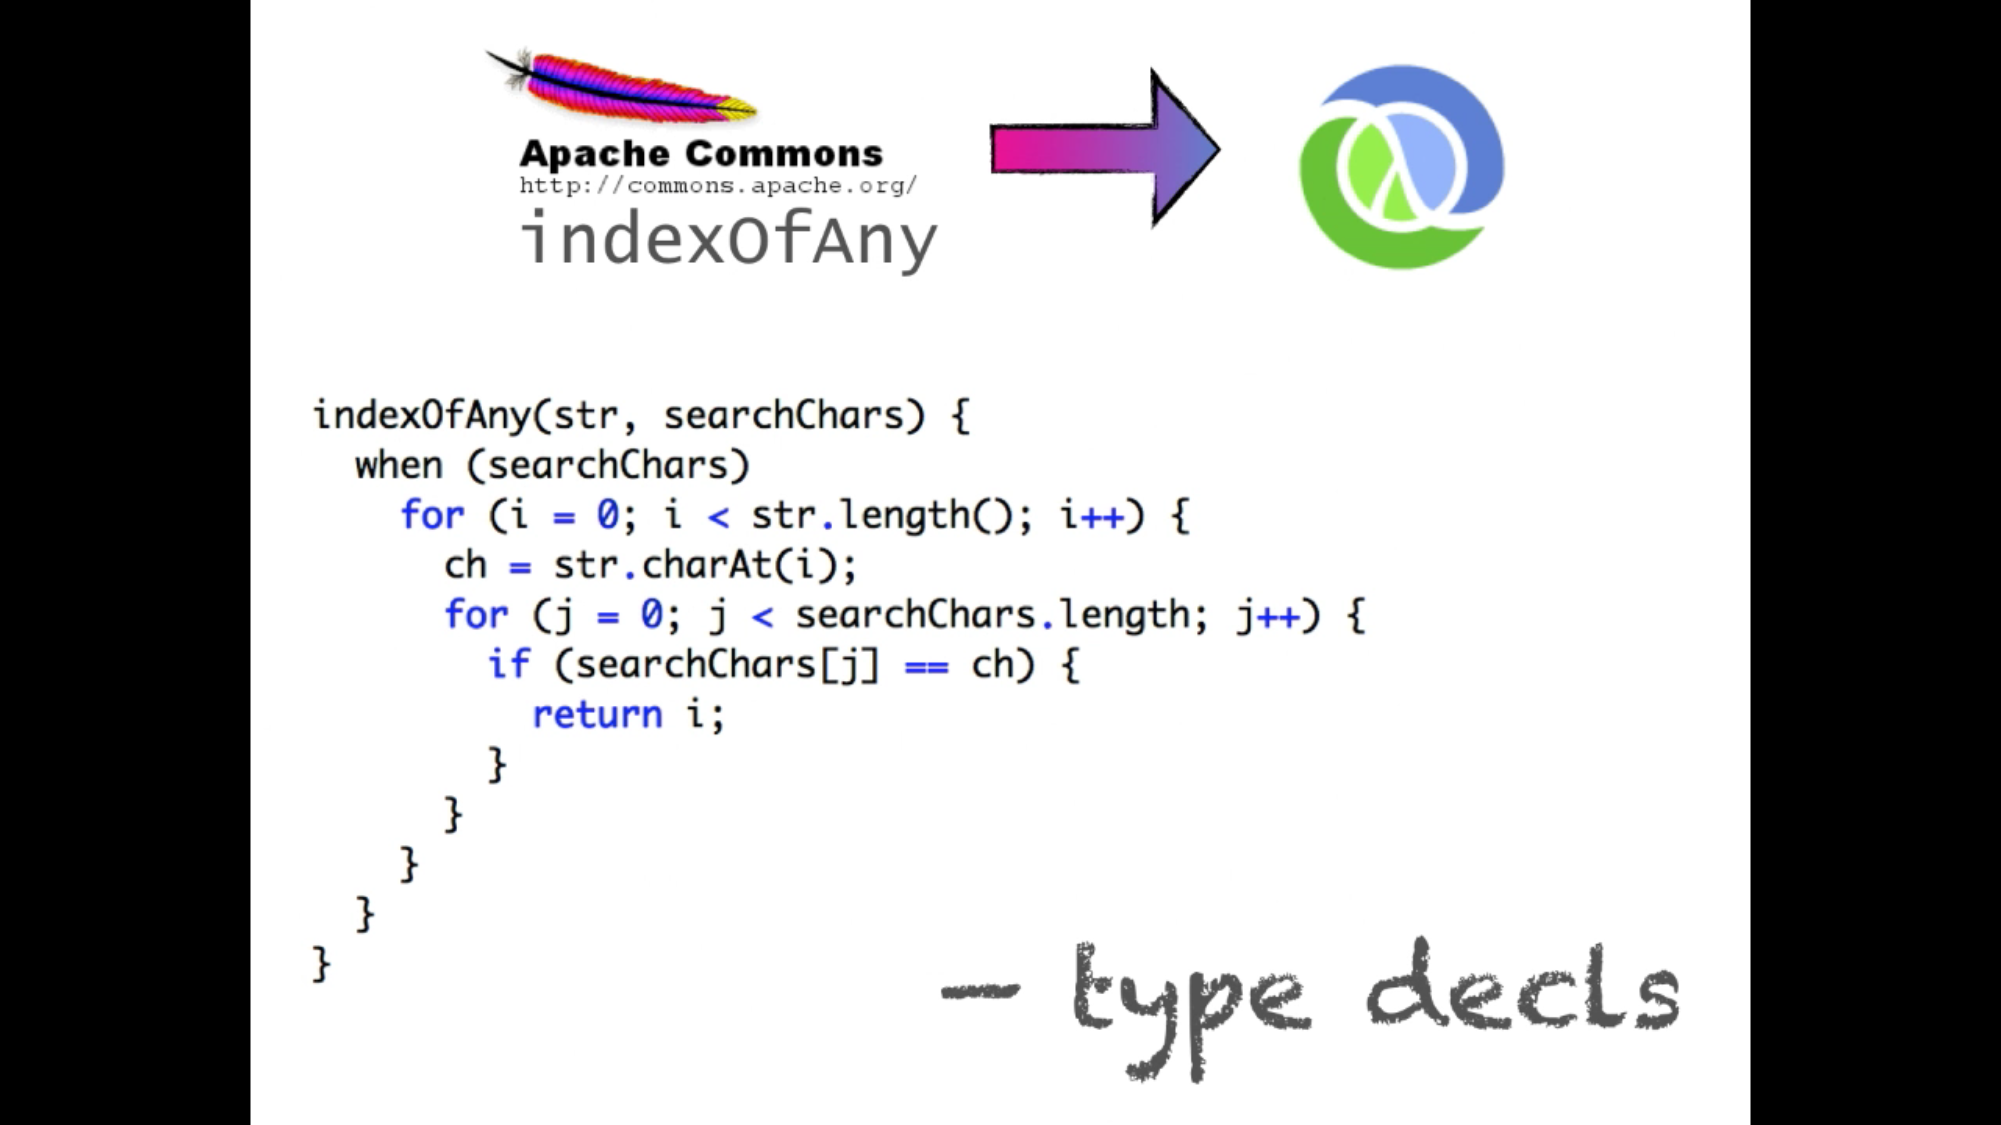 Apache Commons
http://commons.apache.org/
indexOfAny
indexOfAny(str, searchChars) {
  when (searchChars)
    for (i = 0; i < str.length(); i++) {
      ch = str.charAt(i);
      for (j = 0; j < searchChars.length; j++) {
        if (searchChars[j] == ch) {
          return i;
        }
      }
    }
  }
}
- type decls